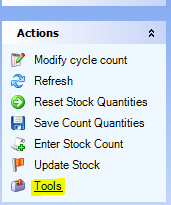 Actions
Modify cycle count
Refresh
Reset Stock Quantities
Save Count Quantities
Enter Stock Count
Update Stock
Tools